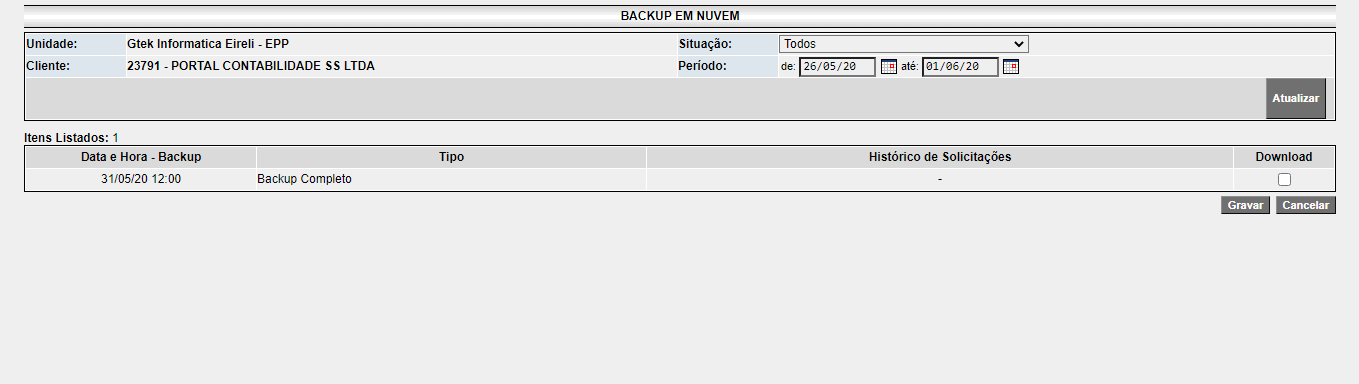 BACKUP EM NUVEM
Unidade: Gtek Informatica Eireli - EPP Situação: Todos
Cliente: 23791 - PORTAL CONTABILIDADE SS LTDA Período: de: 26/05/20 até: 01/06/20
Atualizar
Itens Listados: 1
Data e Hora - Backup Tipo Histórico de Solicitações Download
31/05/20 12:00 Backup Completo -
Gravar Cancelar